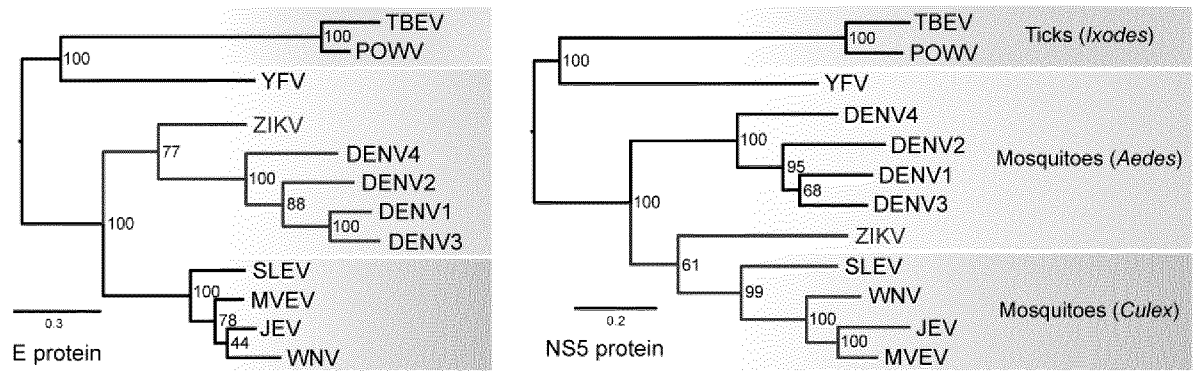 TBEV
100
POWV
100
YFV
ZIKV
77
DENV4
100
DENV2
88
DENV1
100
DENV3
100
SLEV
100
MVEV
78
JEV
44
WNV
0.3
E protein
TBEV
100
POWV
Ticks (Ixodes)
100
YFV
DENV4
100
DENV2
95
DENV1
68
DENV3
Mosquitoes (Aedes)
100
ZIKV
61
SLEV
99
WNV
100
JEV
100
MVEV
Mosquitoes (Culex)
0.2
NS5 protein